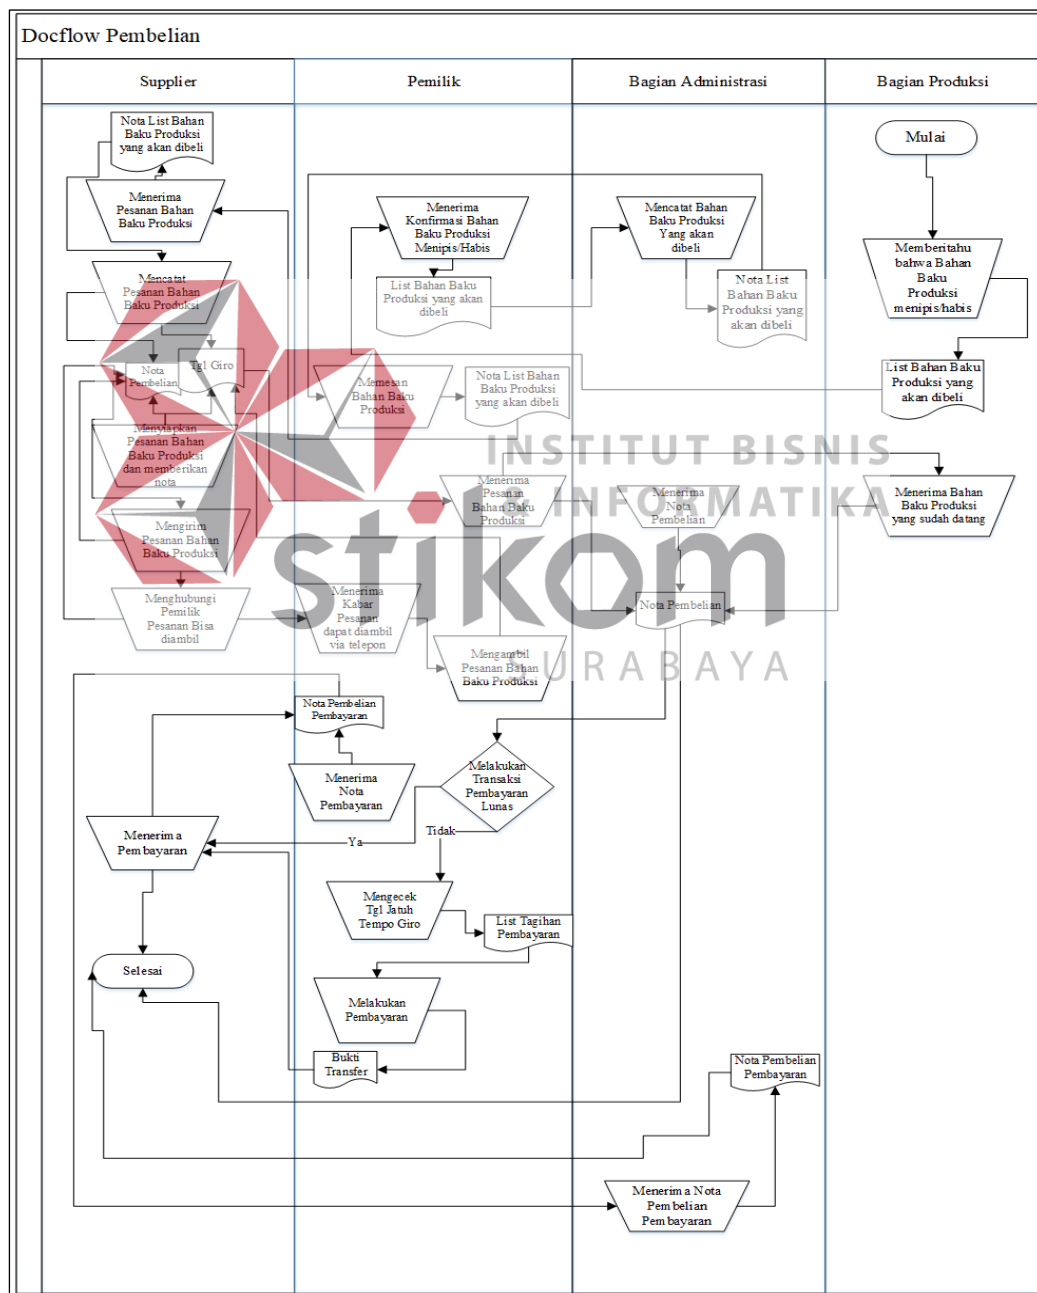 Docflow Pembelian
Supplier
Pemilik
Bagian Administrasi
Bagian Produksi
Nota List Bahan
Baku Produksi
yang akan dibeli
Menerima
Pesanan Bahan
Baku Produksi
Mencatat
Pesanan Bahan
Baku Produksi
Nota
Pembelian
Tgl Giro
Menyiapkan
Pesanan Bahan
Baku Produksi
dan memberikan
nota
Mengirim
Pesanan Bahan
Baku Produksi
Menghubungi
Pemilik
Pesanan Bisa
diambil
Menerima
Pembayaran
Selesai
Menerima
Konfirmasi Bahan
Baku Produksi
Menipis/Habis
List Bahan Baku
Produksi yang akan
dibeli
Memesan
Bahan Baku
Produksi
Nota List Bahan
Baku Produksi
yang akan dibeli
Menerima
Pesanan
Bahan Baku
Produksi
Menerima
Kabar
Pesanan
dapat diambil
via telepon
Mengambil
Pesanan Bahan
Baku Produksi
Nota Pembelian
Pembayaran
Menerima
Nota
Pembayaran
Melakukan
Transaksi
Pembayaran
Lunas
Ya
Tidak
Mengecek
Tgl Jatuh
Tempo Giro
List Tagihan
Pembayaran
Melakukan
Pembayaran
Bukti
Transfer
Mencatat Bahan
Baku Produksi
Yang akan
dibeli
Nota List
Bahan Baku
Produksi yang
akan dibeli
Menerima
Nota
Pembelian
Nota Pembelian
Nota Pembelian
Pembayaran
Menerima Nota
Pembelian
Pembayaran
Mulai
Memberitahu
bahwa Bahan
Baku
Produksi
menipis/habis
List Bahan Baku
Produksi yang
akan dibeli
Menerima Bahan
Baku Produksi
yang sudah datang
INSTITUT BISNIS
& INFORMATIKA
stikom
SURABAYA